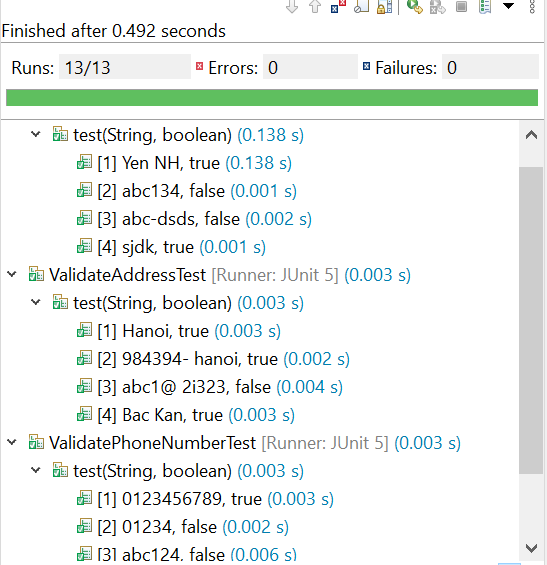 Finished after 0.492 seconds
Runs: 13/13 Errors: 0 Failures: 0
test(String, boolean) (0.138 s)
[1] Yen NH, true (0.138 s)
[2] abc134, false (0.001 s)
[3] abc-dsds, false (0.002 s)
[4] sjdk, true (0.001 s)
ValidateAddressTest [Runner: JUnit 5] (0.003 s)
test(String, boolean) (0.003 s)
[1] Hanoi, true (0.003 s)
[2] 984394- hanoi, true (0.002 s)
[3] abc1@ 2i323, false (0.004 s)
[4] Bac Kan, true (0.003 s)
ValidatePhoneNumberTest [Runner: JUnit 5] (0.003 s)
test(String, boolean) (0.003 s)
[1] 0123456789, true (0.003 s)
[2] 01234, false (0.002 s)
[3] abc124, false (0.006 s)